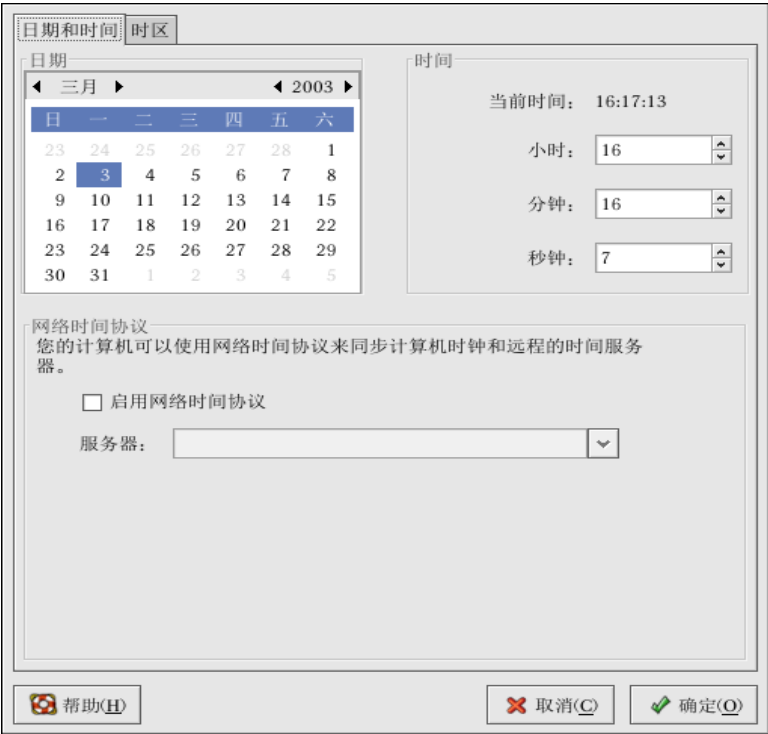 日期和时间 时区
日期
三月 2003
日 一 二 三 四 五 六
23 24 25 26 27 28 1
2 3 4 5 6 7 8
9 10 11 12 13 14 15
16 17 18 19 20 21 22
23 24 25 26 27 28 29
30 31 1 2 3 4 5
时间
当前时间： 16:17:13
小时： 16
分钟： 16
秒钟： 7
网络时间协议
您的计算机可以使用网络时间协议来同步计算机时钟和远程的时间服务
器。
启用网络时间协议
服务器：
帮助(H) 取消(C) 确定(O)